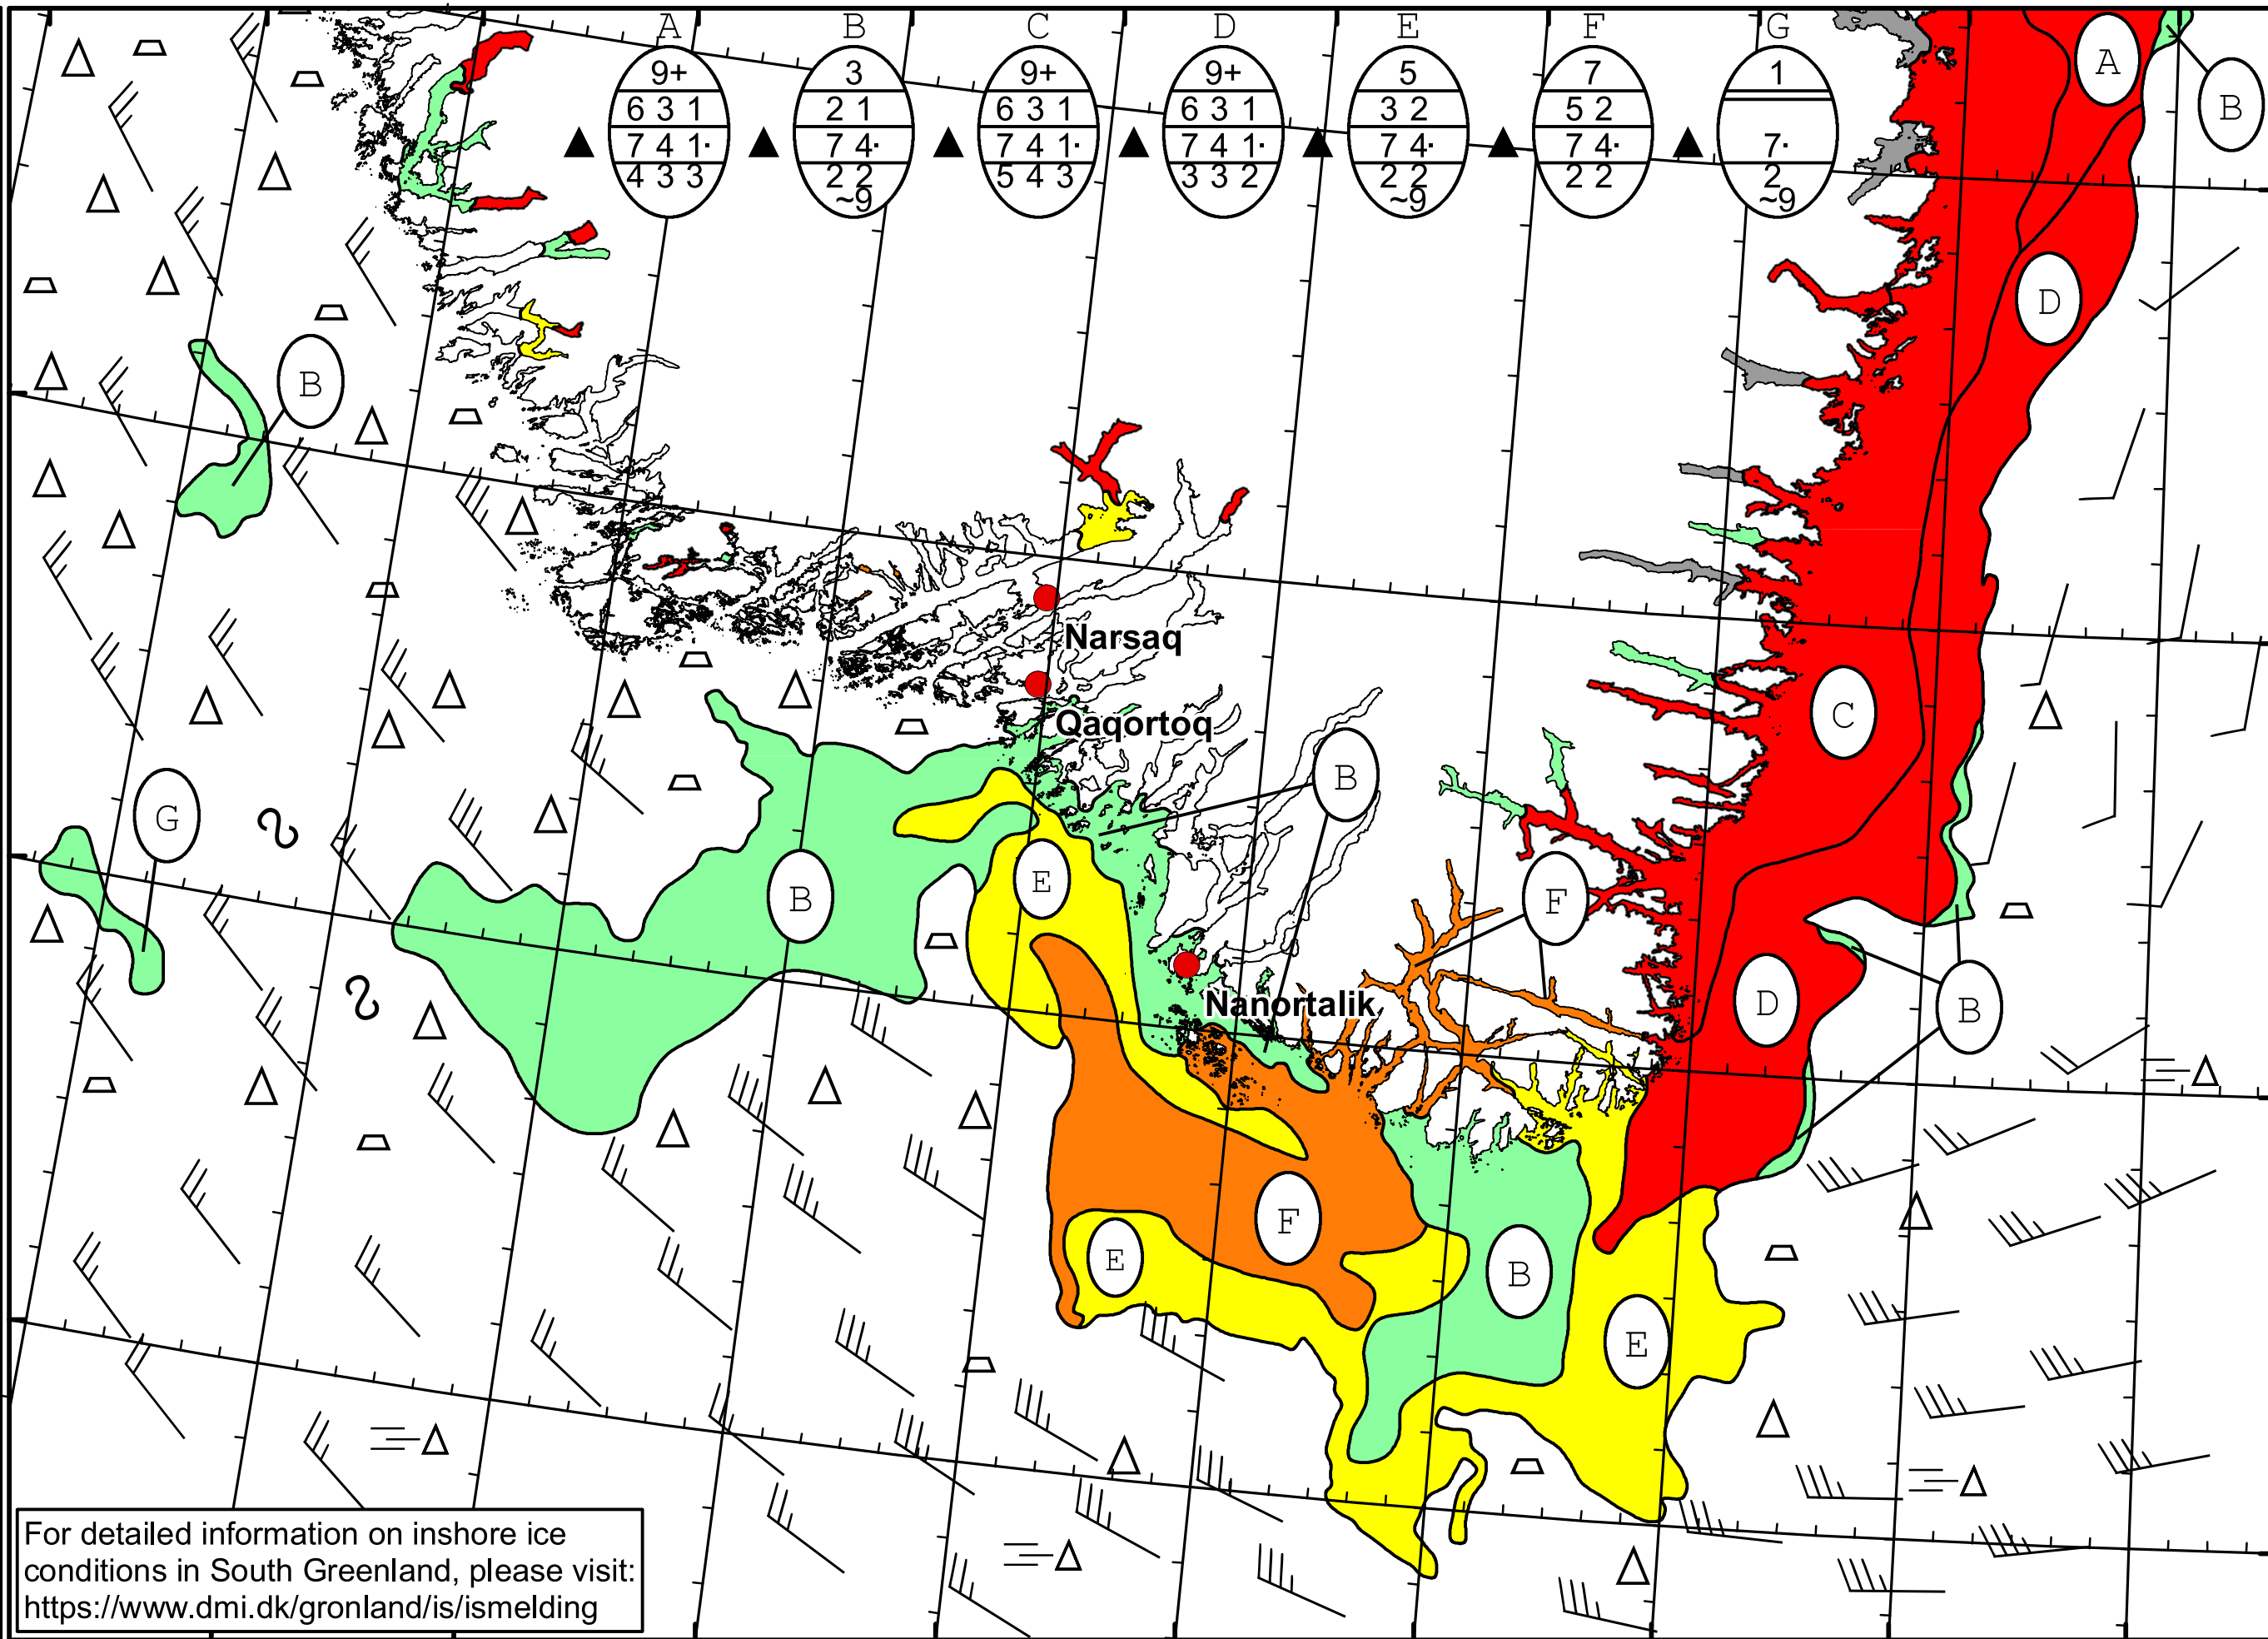 A B C D E F G
9+ 3 9+ 9+ 5 7 1
6 3 1 2 1 6 3 1 6 3 1 3 2 5 2
7 4 1· 7 4· 7 4 1· 7 4 1· 7 4· 7 4· 7·
4 3 3 2 2 5 4 3 3 3 2 2 2 2 2 2
~9 ~9 ~9
A
B
D
B
Narsaq
C
Qaqortoq
B
G
B
E
F
Nanortalik
D
B
F
E
B
E
For detailed information on inshore ice
conditions in South Greenland, please visit:
https://www.dmi.dk/gronland/is/ismelding